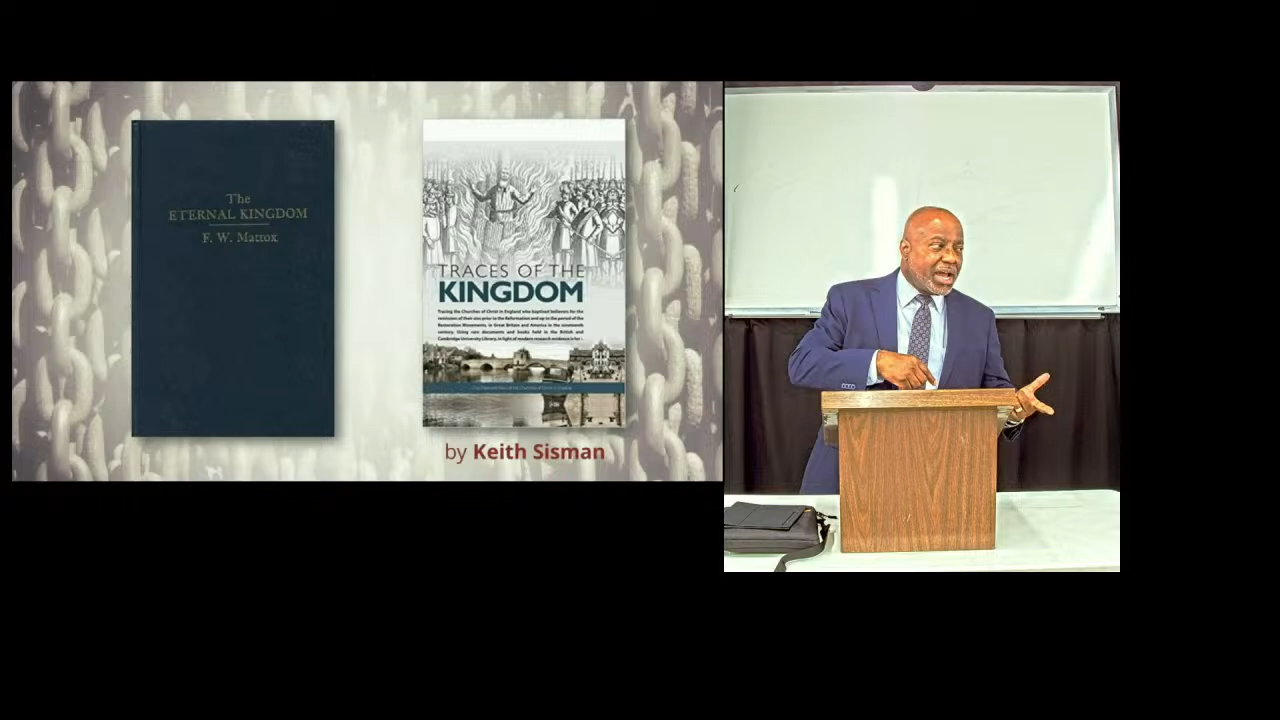 The
ETERNAL KINGDOM
F. W. Mattox
TRACES OF THE
KINGDOM
Tracing the Churches of Christ in England who baptised believers for the
remission of their sins prior to the Reformation and up to the period of the
Restoration Movements, in Great Britain and America in the nineteenth
century. Using rare documents and books held in the British and
Cambridge University Library, in light of modern research evidence is
by Keith Sisman